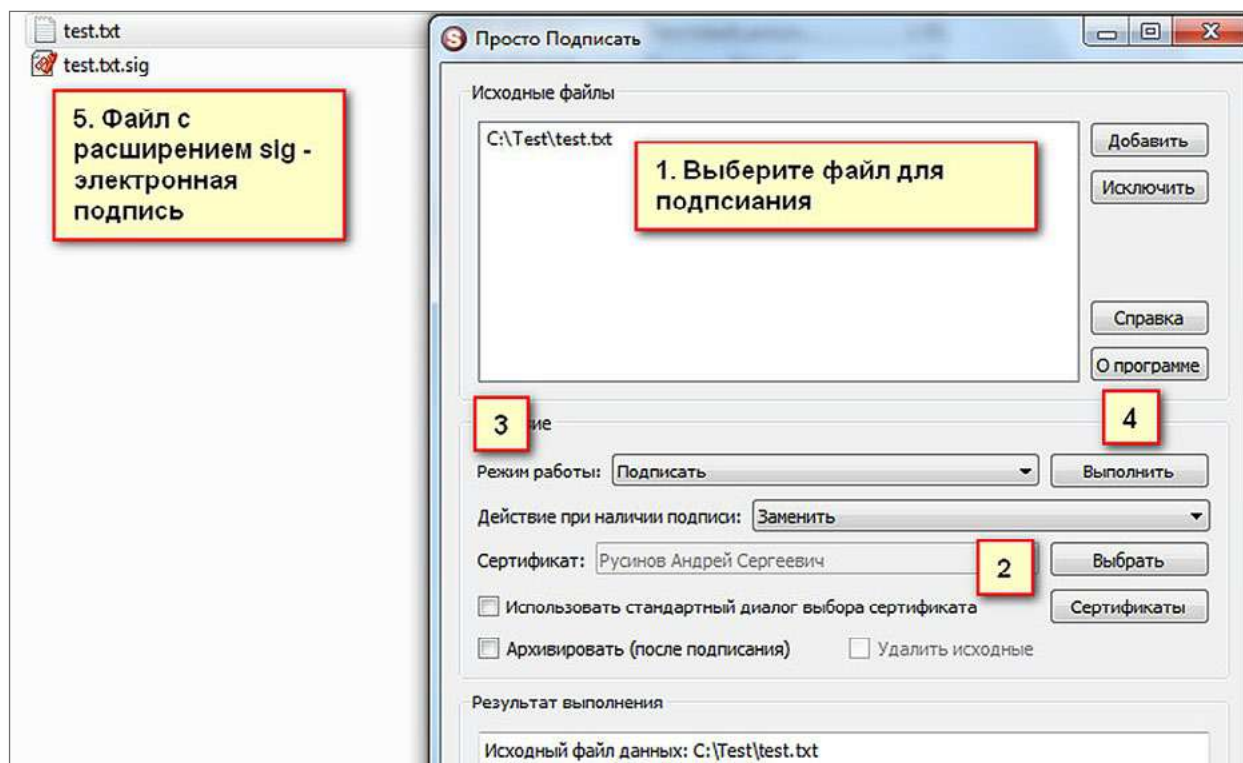 test.txt
test.txt.sig
5. Файл с
расширением sig -
электронная
подпись
Просто Подписать
Исходные файлы
C:\Test\test.txt
1. Выберите файл для
подпсиания
Добавить
Исключить
Справка
О программе
3
ие
4
Режим работы: Подписать
Выполнить
Действие при наличии подписи: Заменить
Сертификат: Русинов Андрей Сергеевич
2
Выбрать
Использовать стандартный диалог выбора сертификата
Сертификаты
Архивировать (после подписания)
Удалить исходные
Результат выполнения
Исходный файл данных: C:\Test\test.txt